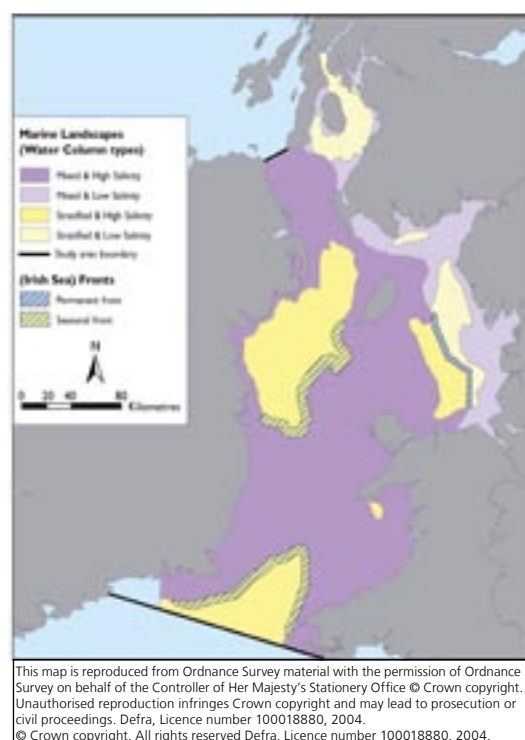 Marine Landscapes
(Water Column types)
Mixed & High Salinity
Mixed & Low Salinity
Stratified & High Salinity
Stratified & Low Salinity
Study area boundary
(Irish Sea) Fronts
Permanent front
Seasonal front
N
0 20 40 80
Kilometres
This map is reproduced from Ordnance Survey material with the permission of Ordnance
Survey on behalf of the Controller of Her Majesty's Stationery Office © Crown copyright.
Unauthorised reproduction infringes Crown copyright and may lead to prosecution or
civil proceedings. Defra, Licence number 100018880, 2004.
© Crown copyright. All rights reserved Defra, Licence number 100018880, 2004.